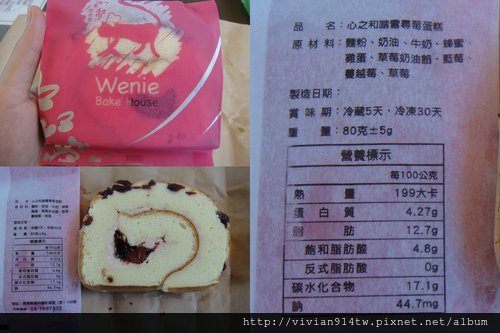 Wenie
Bake House
品　名：心之和踏雪尋莓蛋糕
原 材 料：麵粉、奶油、牛奶、蜂蜜、
雞蛋、草莓奶油餡、藍莓、
蔓越莓、草莓
製造日期：
賞 味 期：冷藏5天，冷凍30天
重　量：80克±5g
營養標示
每100公克
熱　量 199大卡
蛋 白 質 4.27g
脂　肪 12.7g
飽和脂肪酸 4.8g
反式脂肪酸 0g
碳水化合物 17.1g
鈉 44.7mg
http://vivian914tw.pixnet.net/album